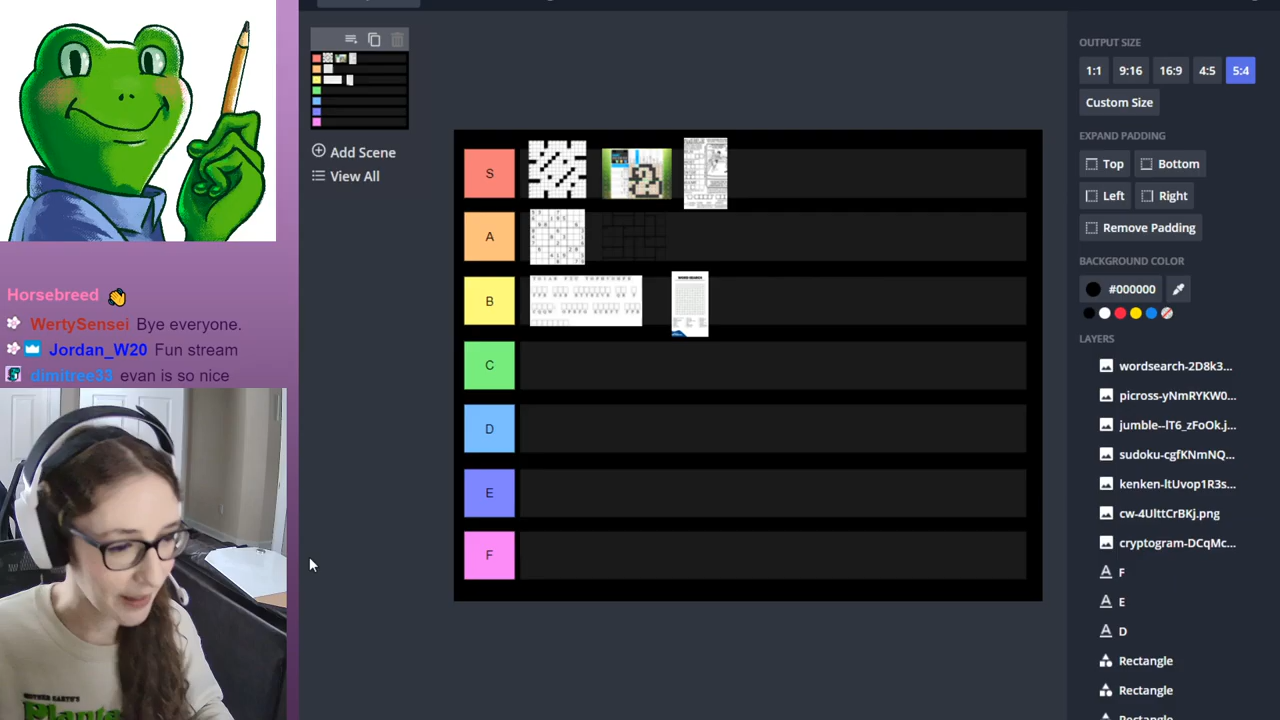 Horsebreed
WertySensei Bye everyone.
Jordan_W20 Fun stream
dimitree33 evan is so nice
Add Scene
View All
S
A
B
C
D
E
F
WORD SEARCH
OUTPUT SIZE
1:1 9:16 16:9 4:5 5:4
Custom Size
EXPAND PADDING
Top Bottom
Left Right
Remove Padding
BACKGROUND COLOR
#000000
LAYERS
wordsearch-2D8k3...
picross-yNmRYKW0...
jumble--lT6_zFoOk.j...
sudoku-cgfKNmNQ...
kenken-ltUvop1R3s...
cw-4UlttCrBKj.png
cryptogram-DCqMc...
F
E
D
Rectangle
Rectangle